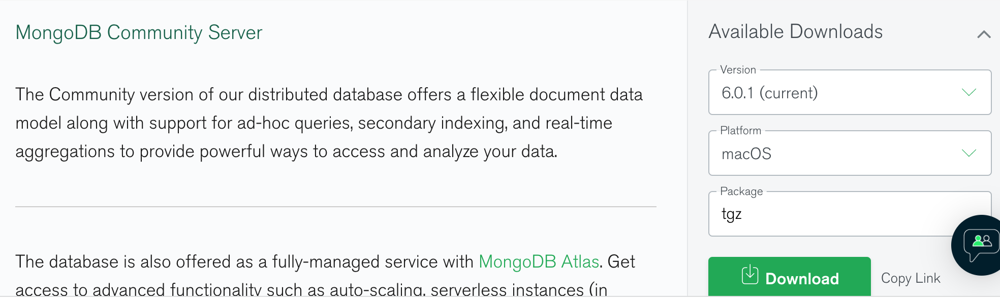 MongoDB Community Server
The Community version of our distributed database offers a flexible document data
model along with support for ad-hoc queries, secondary indexing, and real-time
aggregations to provide powerful ways to access and analyze your data.
The database is also offered as a fully-managed service with MongoDB Atlas. Get
access to advanced functionality such as auto-scaling, serverless instances (in
Available Downloads
Version
6.0.1 (current)
Platform
macOS
Package
tgz
Download
Copy Link